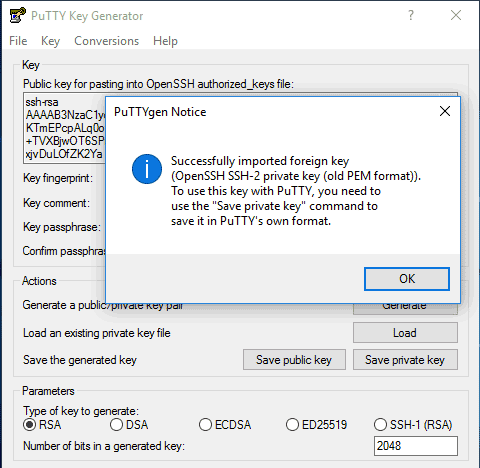 PuTTY Key Generator
File Key Conversions Help
Key
Public key for pasting into OpenSSH authorized_keys file:
ssh-rsa
KTmEPcpALq0o
+TVXBjwOT6SP
xjvDuLOfZK2Ya
Key fingerprint:
Key comment:
Key passphrase:
Confirm
PuTTYgen Notice
Successfully imported foreign key
(OpenSSH SSH-2 private key (old PEM format)).
To use this key with PuTTY, you need to
use the "Save private key" command to
save it in PuTTY's own format.
OK
Actions
Generate a public/private key pair
Generate
Load an existing private key file
Load
Save the generated key
Save public key
Save private key
Parameters
Type of key to generate:
RSA DSA ECDSA ED25519 SSH-1 (RSA)
Number of bits in a generated key:
2048